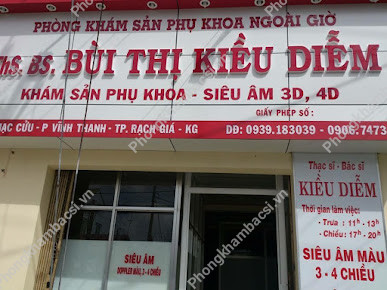 PHÒNG KHÁM SẢN PHỤ KHOA NGOÀI GIỜ
ThS. BS. BÙI THỊ KIỀU DIỄM
KHÁM SẢN PHỤ KHOA - SIÊU ÂM 3D, 4D
GIẤY PHÉP SỐ:
MẠC CỬU - P VĨNH THANH - TP. RẠCH GIÁ - KG DĐ: 0939.183039 - 0906.7473
Thạc sĩ - Bác sĩ
KIỀU DIỄM
Thời gian làm việc:
- Trưa : 11h - 13h
- Chiều: 17h - 20h
SIÊU ÂM MÀU
3 - 4 CHIỀU
SIÊU ÂM
DOPPLER MÀU, 3 - 4 CHIỀU
Phongkhambacsi.vn